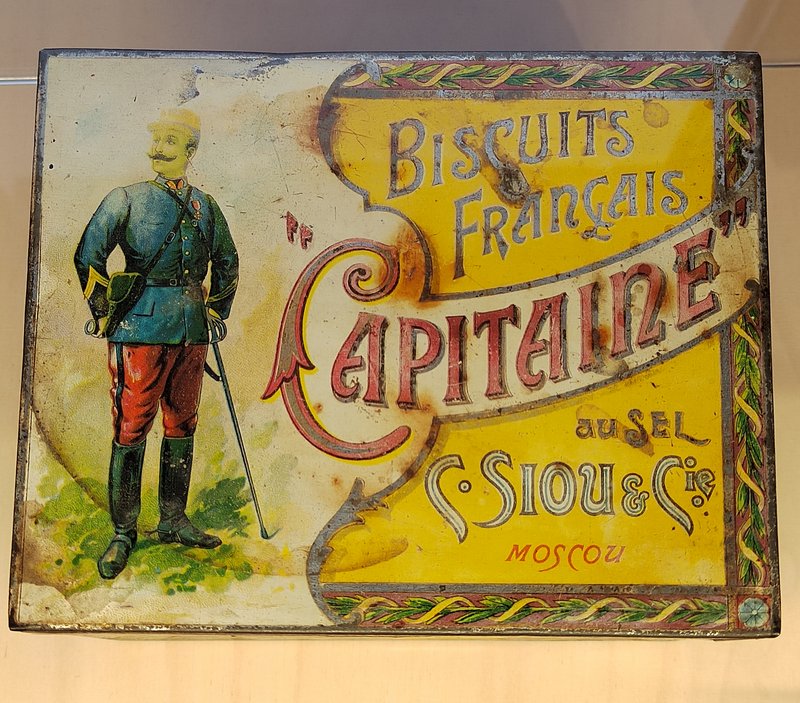 Biscuits
Français
"Capitaine"
au Sel
S. Siou & Cie
Moscou